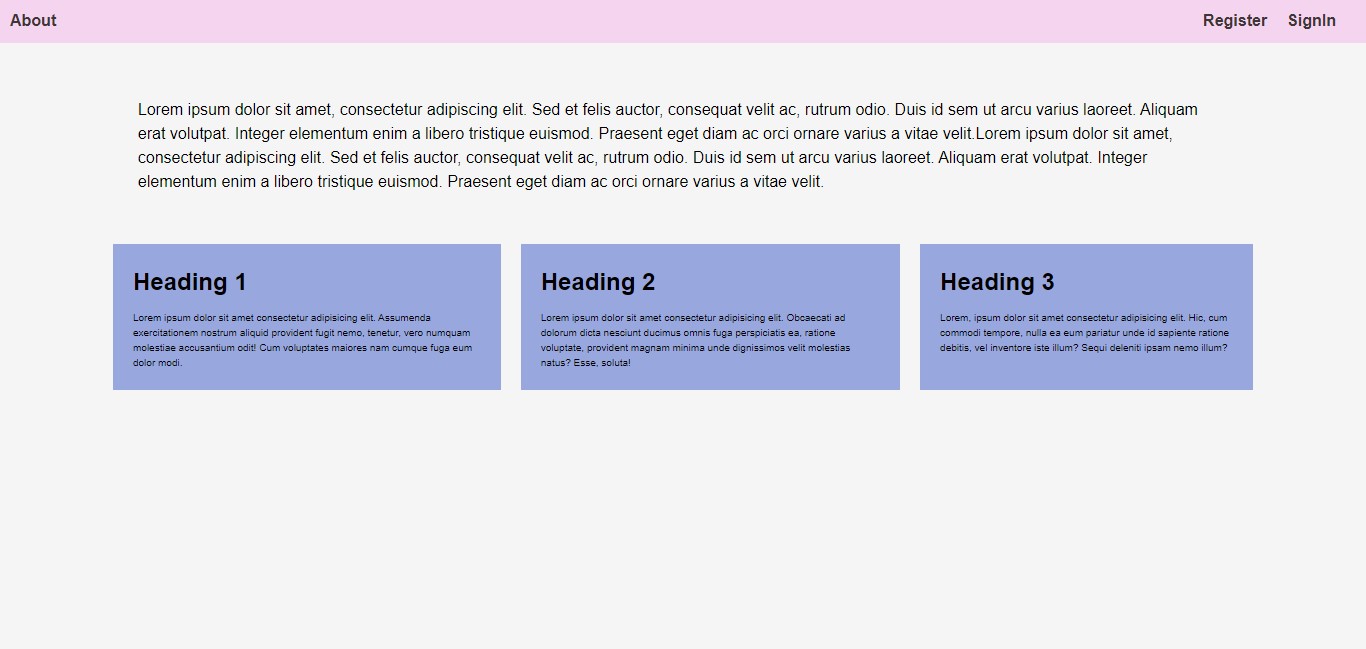 About
Register SignIn
Lorem ipsum dolor sit amet, consectetur adipiscing elit. Sed et felis auctor, consequat velit ac, rutrum odio. Duis id sem ut arcu varius laoreet. Aliquam
erat volutpat. Integer elementum enim a libero tristique euismod. Praesent eget diam ac orci ornare varius a vitae velit.Lorem ipsum dolor sit amet,
consectetur adipiscing elit. Sed et felis auctor, consequat velit ac, rutrum odio. Duis id sem ut arcu varius laoreet. Aliquam erat volutpat. Integer
elementum enim a libero tristique euismod. Praesent eget diam ac orci ornare varius a vitae velit.
Heading 1
Lorem ipsum dolor sit amet consectetur adipisicing elit. Assumenda
exercitationem nostrum aliquid provident fugit nemo, tenetur, vero numquam
molestiae accusantium odit! Cum voluptates maiores nam cumque fuga eum
dolor modi.
Heading 2
Lorem ipsum dolor sit amet consectetur adipisicing elit. Obcaecati ad
dolorum dicta nesciunt ducimus omnis fuga perspiciatis ea, ratione
voluptate, provident magnam minima unde dignissimos velit molestias
natus? Esse, soluta!
Heading 3
Lorem, ipsum dolor sit amet consectetur adipisicing elit. Hic, cum
commodi tempore, nulla ea eum pariatur unde id sapiente ratione
debitis, vel inventore iste illum? Sequi deleniti ipsam nemo illum?